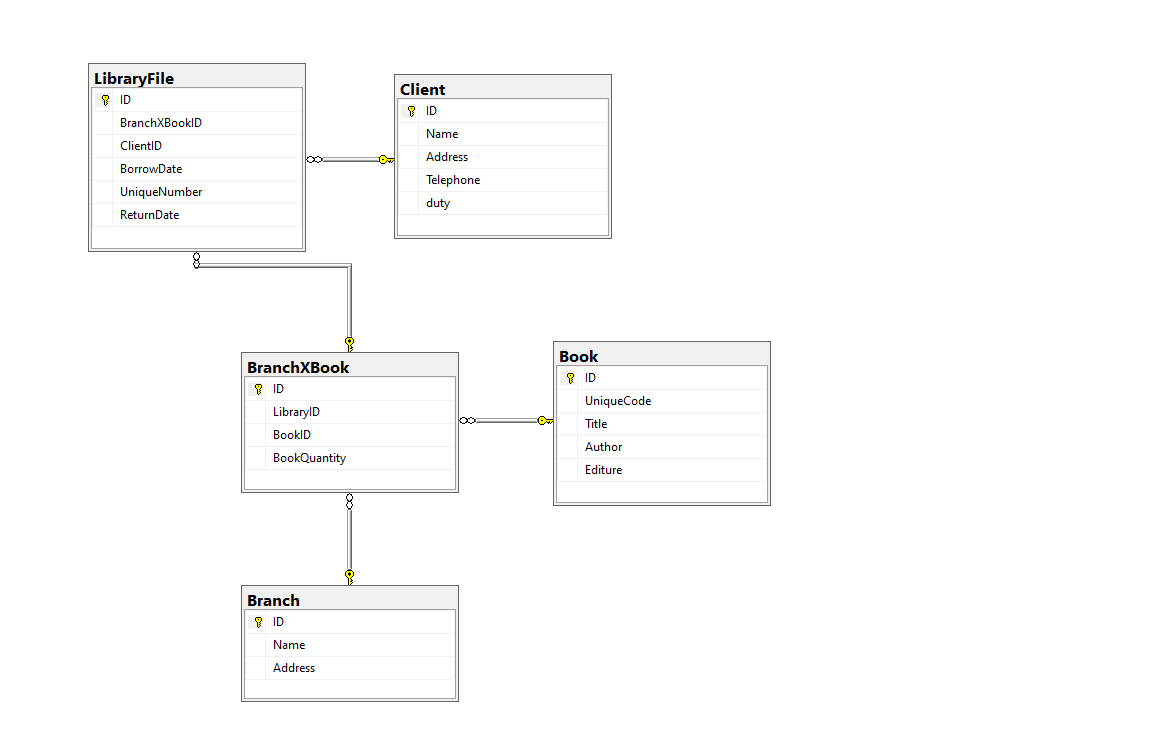 LibraryFile
ID
BranchXBookID
ClientID
BorrowDate
UniqueNumber
ReturnDate
Client
ID
Name
Address
Telephone
duty
BranchXBook
ID
LibraryID
BookID
BookQuantity
Book
ID
UniqueCode
Title
Author
Editure
Branch
ID
Name
Address